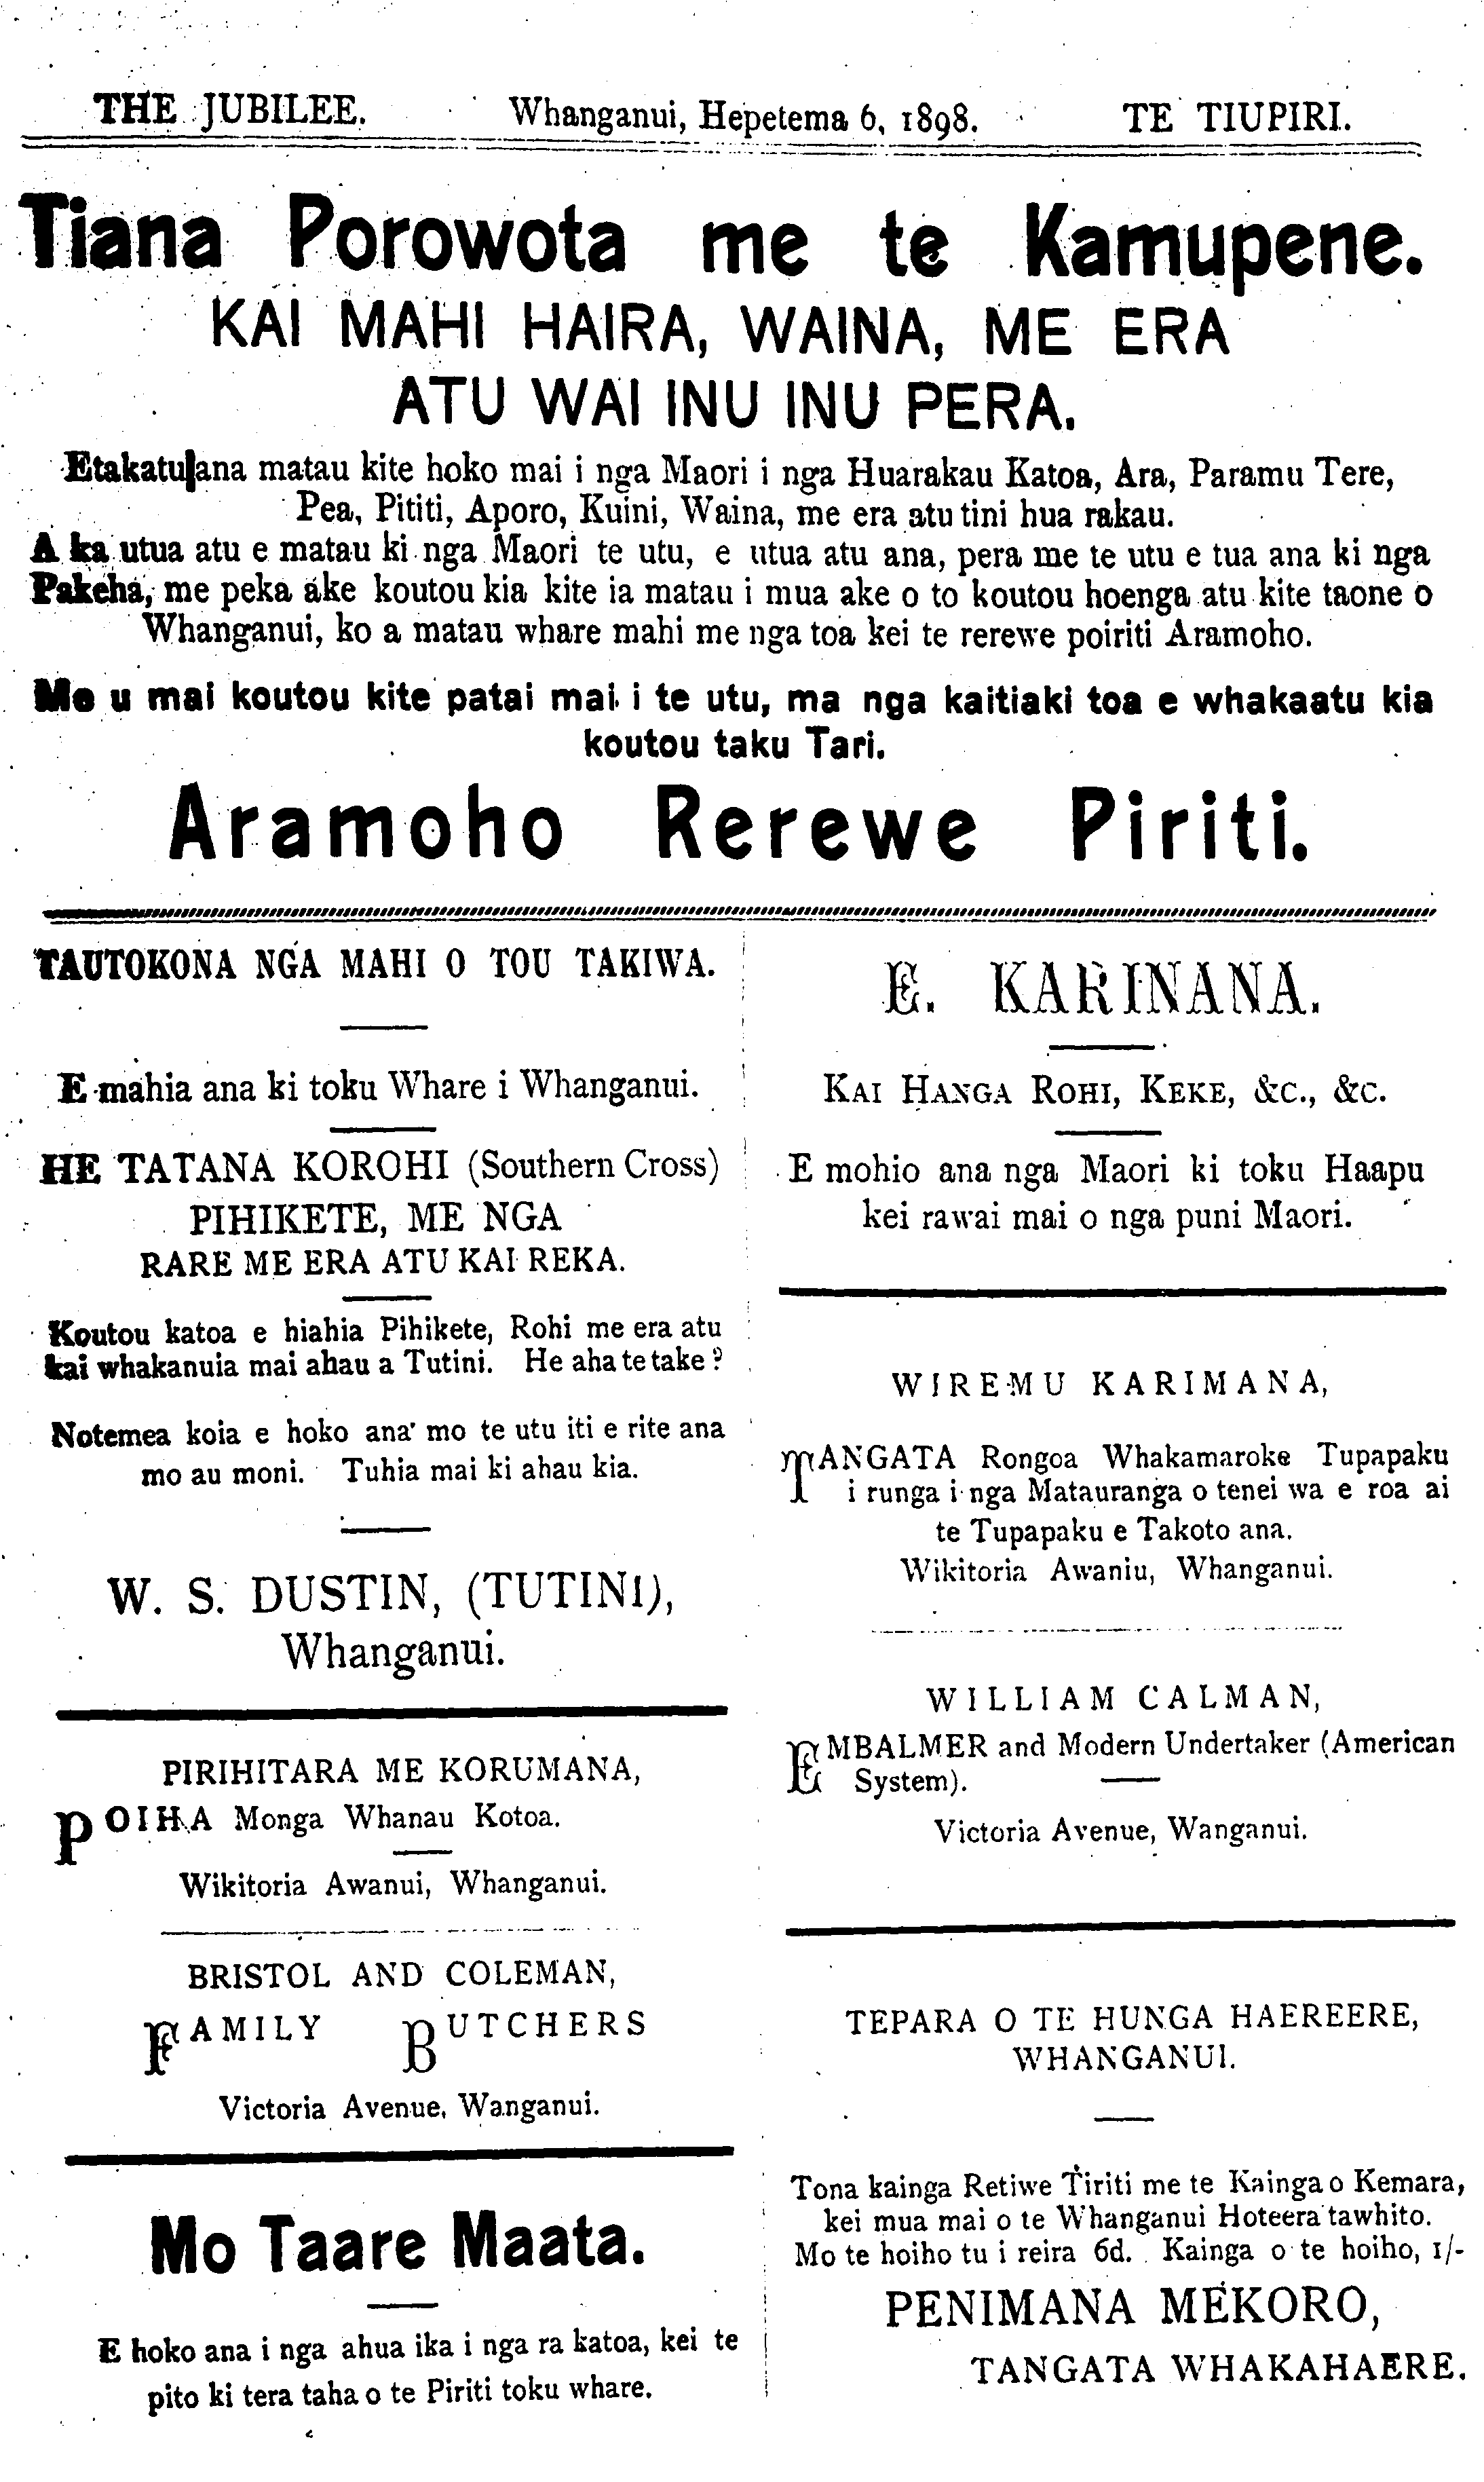 THE JUBILEE. Whanganui, Hepetema 6, 1898. TE TIUPIRI.
Tiana Porowota me te Kamupene.
KAI MAHI HAIRA, WAINA, ME ERA
ATU WAI INU INU PERA.
Etakatu ana matau kite hoko mai i nga Maori i nga Huarakau Katoa, Ara, Paramu Tere,
Pea, Pititi, Aporo, Kuini, Waina, me era atu tini hua rakau.
A ka utua atu e matau ki nga Maori te utu, e utua atu ana, pera me te utu e tua ana ki nga
Pakeha, me peka ake koutou kia kite ia matau i mua ake o to koutou hoenga atu kite taone o
Whanganui, ko a matau whare mahi me nga toa kei te rerewe poiriti Aramoho.
Me u mai koutou kite patai mai i te utu, ma nga kaitiaki toa e whakaatu kia
koutou taku Tari.
Aramoho Rerewe Piriti.
TAUTOKONA NGA MAHI O TOU TAKIWA.
E mahia ana ki toku Whare i Whanganui.
HE TATANA KOROHI (Southern Cross)
PIHIKETE, ME NGA
RARE ME ERA ATU KAI REKA.
Koutou katoa e hiahia Pihikete, Rohi me era atu
kai whakanuia mai ahau a Tutini. He aha te take?
Notemea koia e hoko ana mo te utu iti e rite ana
mo au moni. Tuhia mai ki ahau kia.
W. S. DUSTIN, (TUTINI),
Whanganui.
PIRIHITARA ME KORUMANA,
POIHA Monga Whanau Kotoa.
Wikitoria Awanui, Whanganui.
BRISTOL AND COLEMAN,
FAMILY BUTCHERS
Victoria Avenue, Wanganui.
Mo Taare Maata.
E hoko ana i nga ahua ika i nga ra katoa, kei te
pito ki tera taha o te Piriti toku whare.
E. KARINANA.
KAI HANGA ROHI, KEKE, &C., &C.
E mohio ana nga Maori ki toku Haapu
kei rawai mai o nga puni Maori.
WIREMU KARIMANA,
TANGATA Rongoa Whakamaroke Tupapaku
i runga i nga Matauranga o tenei wa e roa ai
te Tupapaku e Takoto ana.
Wikitoria Awaniu, Whanganui.
WILLIAM CALMAN,
EMBALMER and Modern Undertaker (American
System).
Victoria Avenue, Wanganui.
TEPARA O TE HUNGA HAEREERE,
WHANGANUI.
Tona kainga Retiwe Tiriti me te Kainga o Kemara,
kei mua mai o te Whanganui Hoteera tawhito.
Mo te hoiho tu i reira 6d. Kainga o te hoiho, 1/-
PENIMANA MEKORO,
TANGATA WHAKAHAERE.